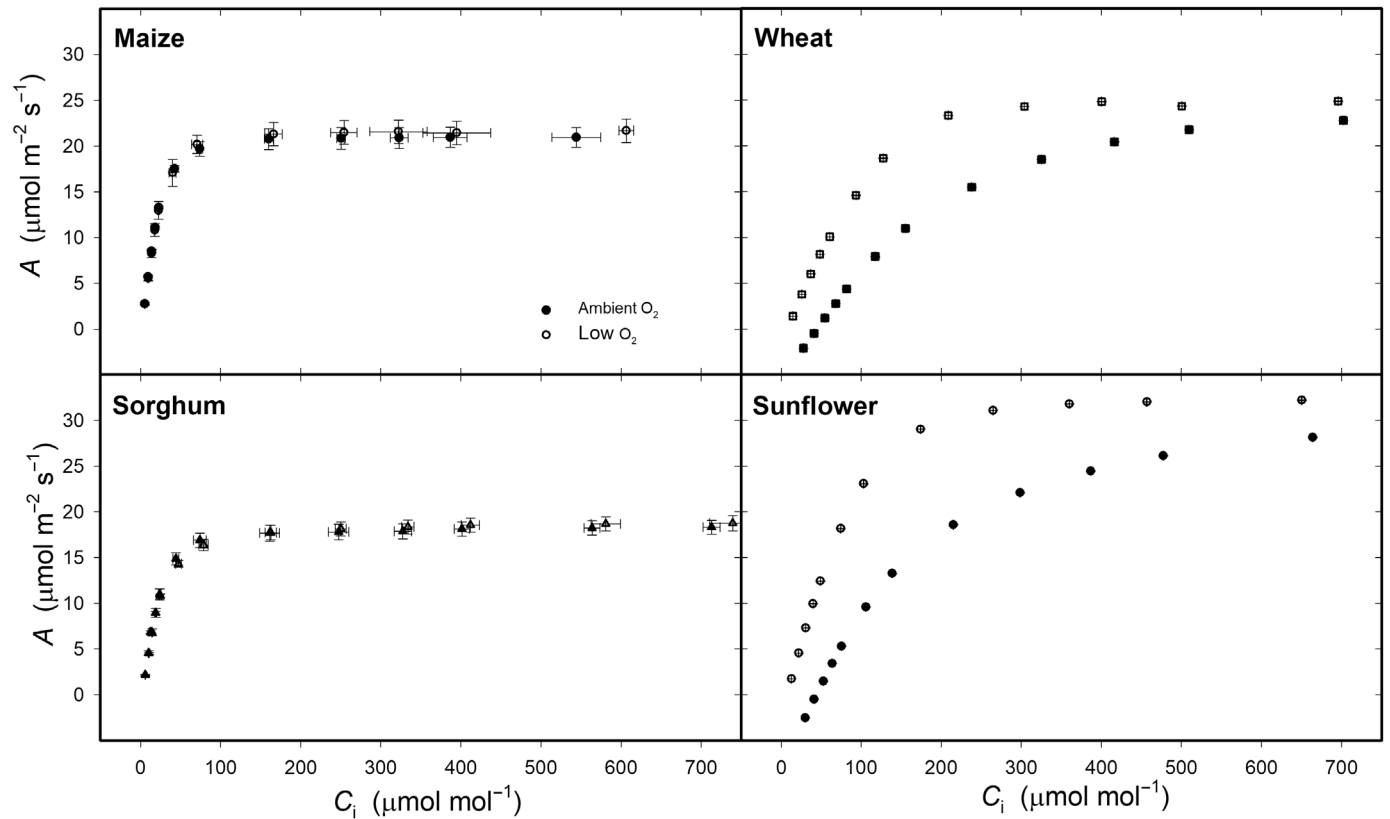 Maize
Wheat
A (μmol m⁻² s⁻¹)
35
30
25
20
15
10
5
0
Ambient O₂
Low O₂
Sorghum
Sunflower
A (μmol m⁻² s⁻¹)
30
25
20
15
10
5
0
0 100 200 300 400 500 600 700
0 100 200 300 400 500 600 700
Cᵢ (μmol mol⁻¹)
Cᵢ (μmol mol⁻¹)